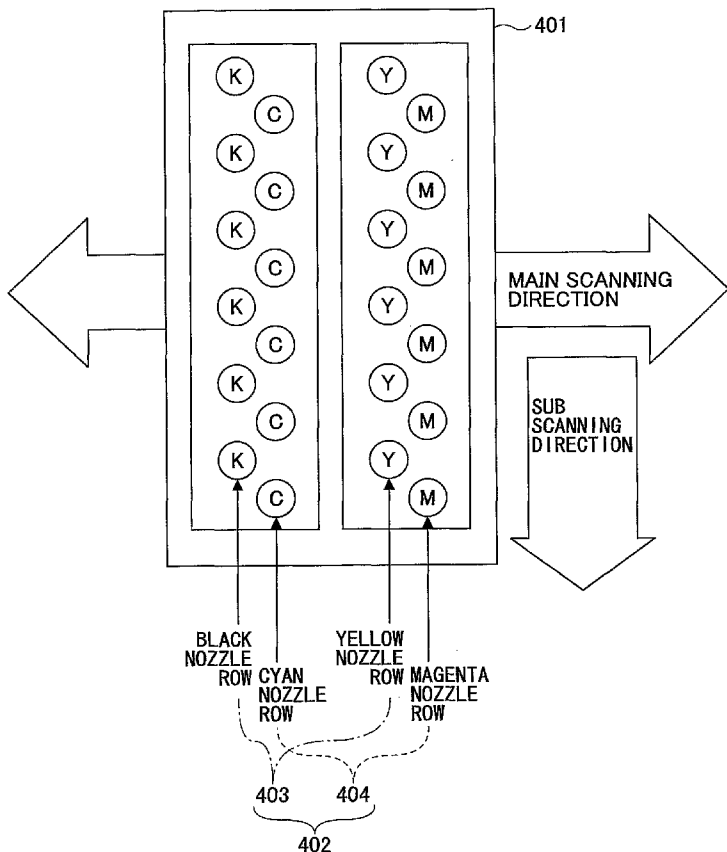 401
K Y
C M
K Y
C M
K Y
C M
K Y
C M
K Y
C M
K Y
C M
MAIN SCANNING
DIRECTION
SUB
SCANNING
DIRECTION
BLACK
NOZZLE
ROW
CYAN
NOZZLE
ROW
YELLOW
NOZZLE
ROW
MAGENTA
NOZZLE
ROW
403
404
402